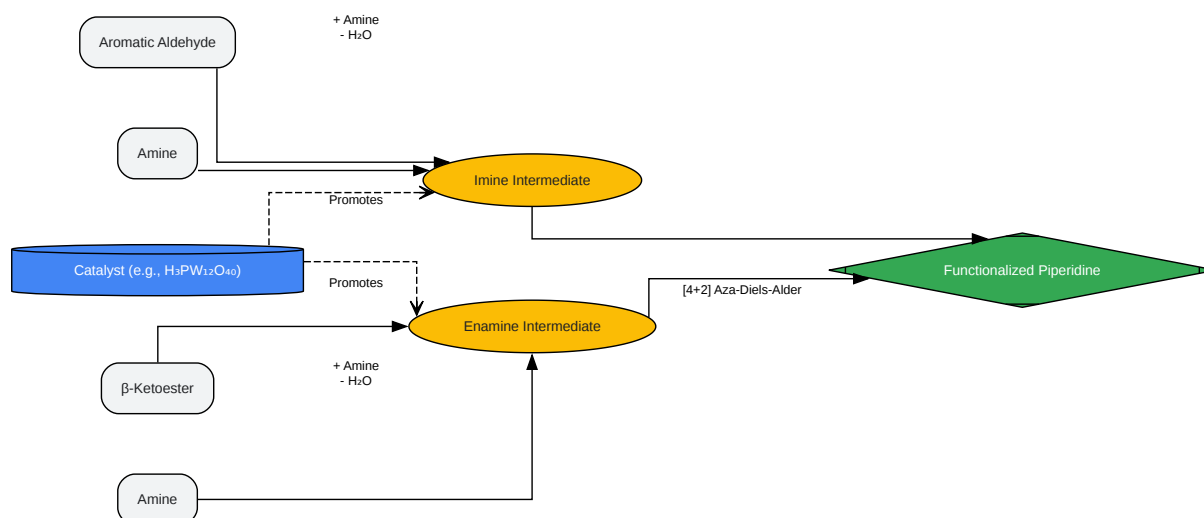 + Amine
- H₂O
Aromatic Aldehyde
Amine
Imine Intermediate
Promotes
Catalyst (e.g., H₃PW₁₂O₄₀)
Functionalized Piperidine
Promotes
[4+2] Aza-Diels-Alder
Enamine Intermediate
+ Amine
- H₂O
β-Ketoester
Amine